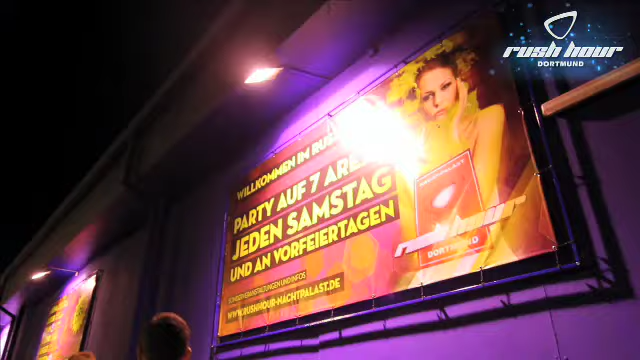 rush hour
DORTMUND
WILLKOMMEN IM
PARTY AUF 7
JEDEN SAMSTAG
UND AN VORFEIERTAGEN
WWW.RUSHHOUR-NACHTPALAST.DE
rush hour
DORTMUND